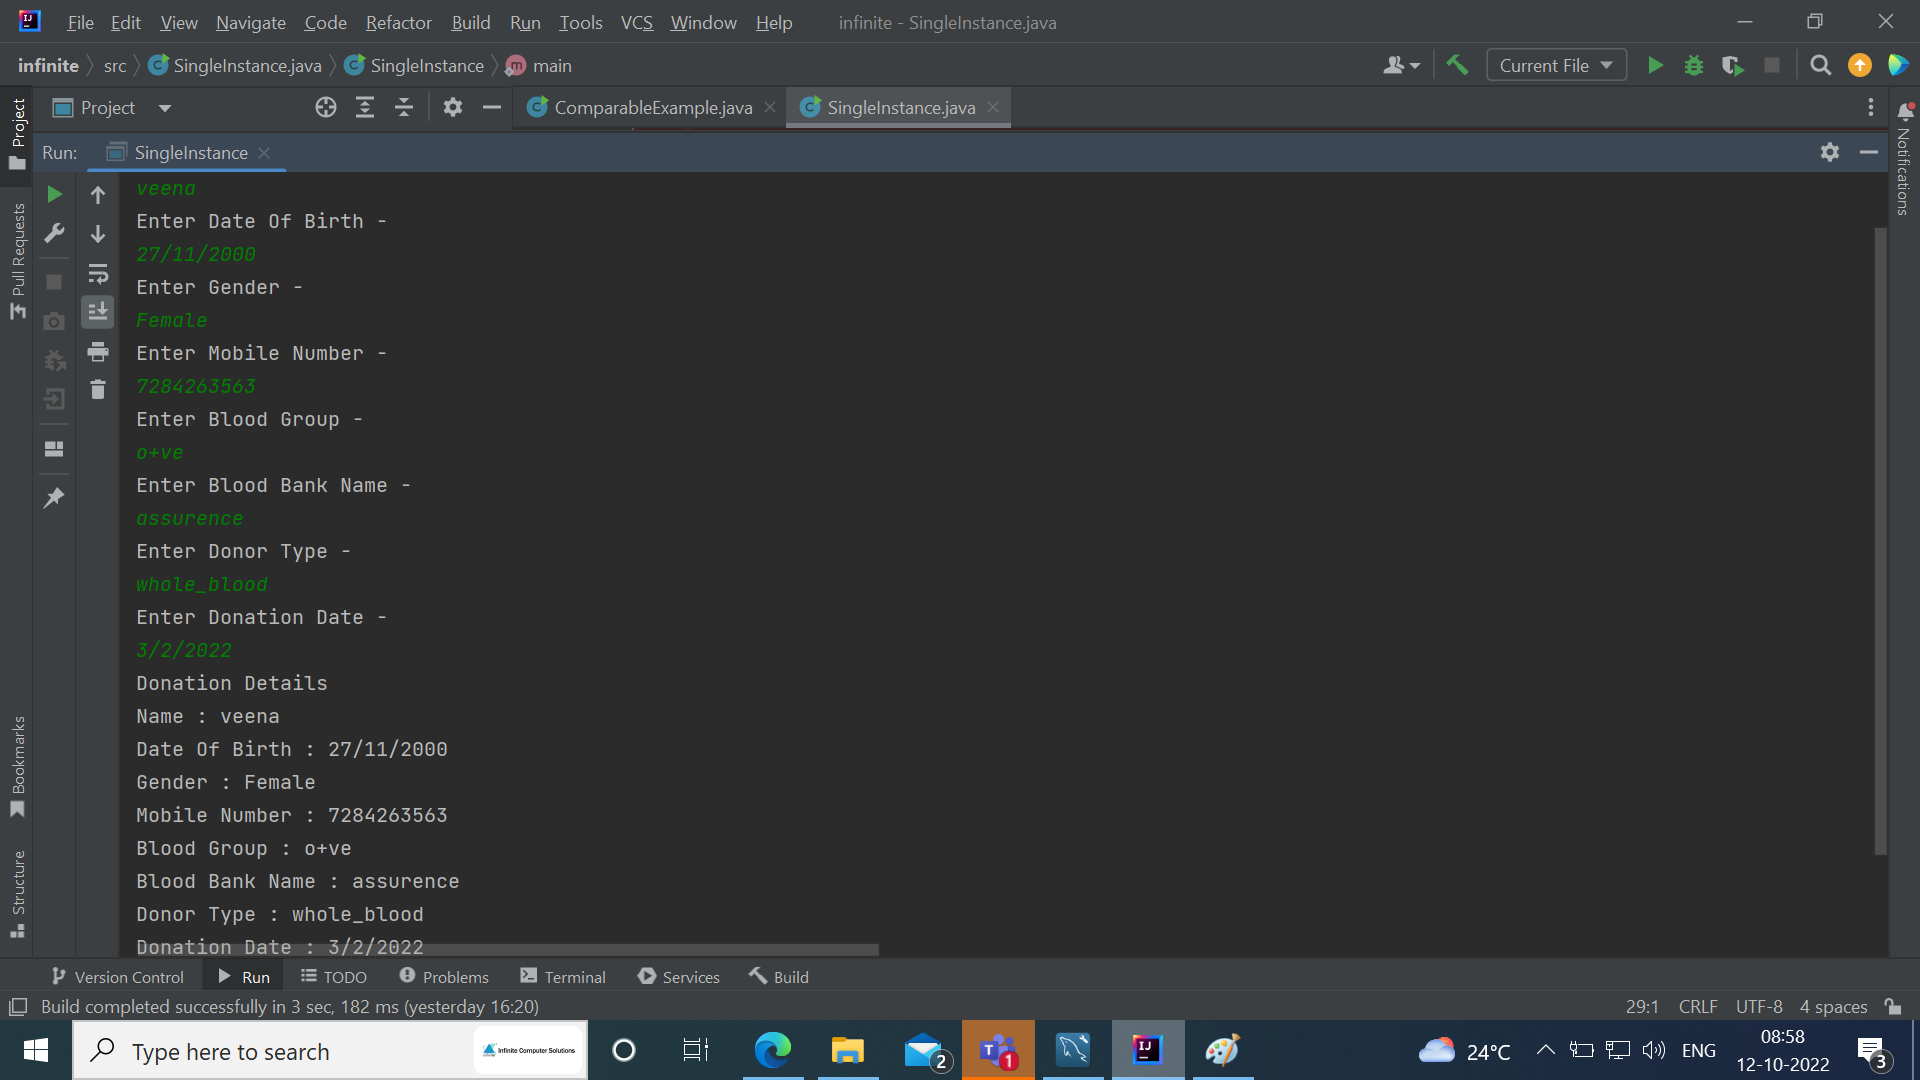 File Edit View Navigate Code Refactor Build Run Tools VCS Window Help infinite - SingleInstance.java
infinite src SingleInstance.java SingleInstance main Current File
Project ComparableExample.java SingleInstance.java
Run: SingleInstance
veena
Enter Date Of Birth -
27/11/2000
Enter Gender -
Female
Enter Mobile Number -
7284263563
Enter Blood Group -
o+ve
Enter Blood Bank Name -
assurence
Enter Donor Type -
whole_blood
Enter Donation Date -
3/2/2022
Donation Details
Name : veena
Date Of Birth : 27/11/2000
Gender : Female
Mobile Number : 7284263563
Blood Group : o+ve
Blood Bank Name : assurence
Donor Type : whole_blood
Donation Date : 3/2/2022
Project
Pull Requests
Bookmarks
Structure
Notifications
Version Control Run TODO Problems Terminal Services Build
Build completed successfully in 3 sec, 182 ms (yesterday 16:20) 29:1 CRLF UTF-8 4 spaces
Type here to search Infinite Computer Solutions 2 1 24°C ENG 08:58
12-10-2022 3